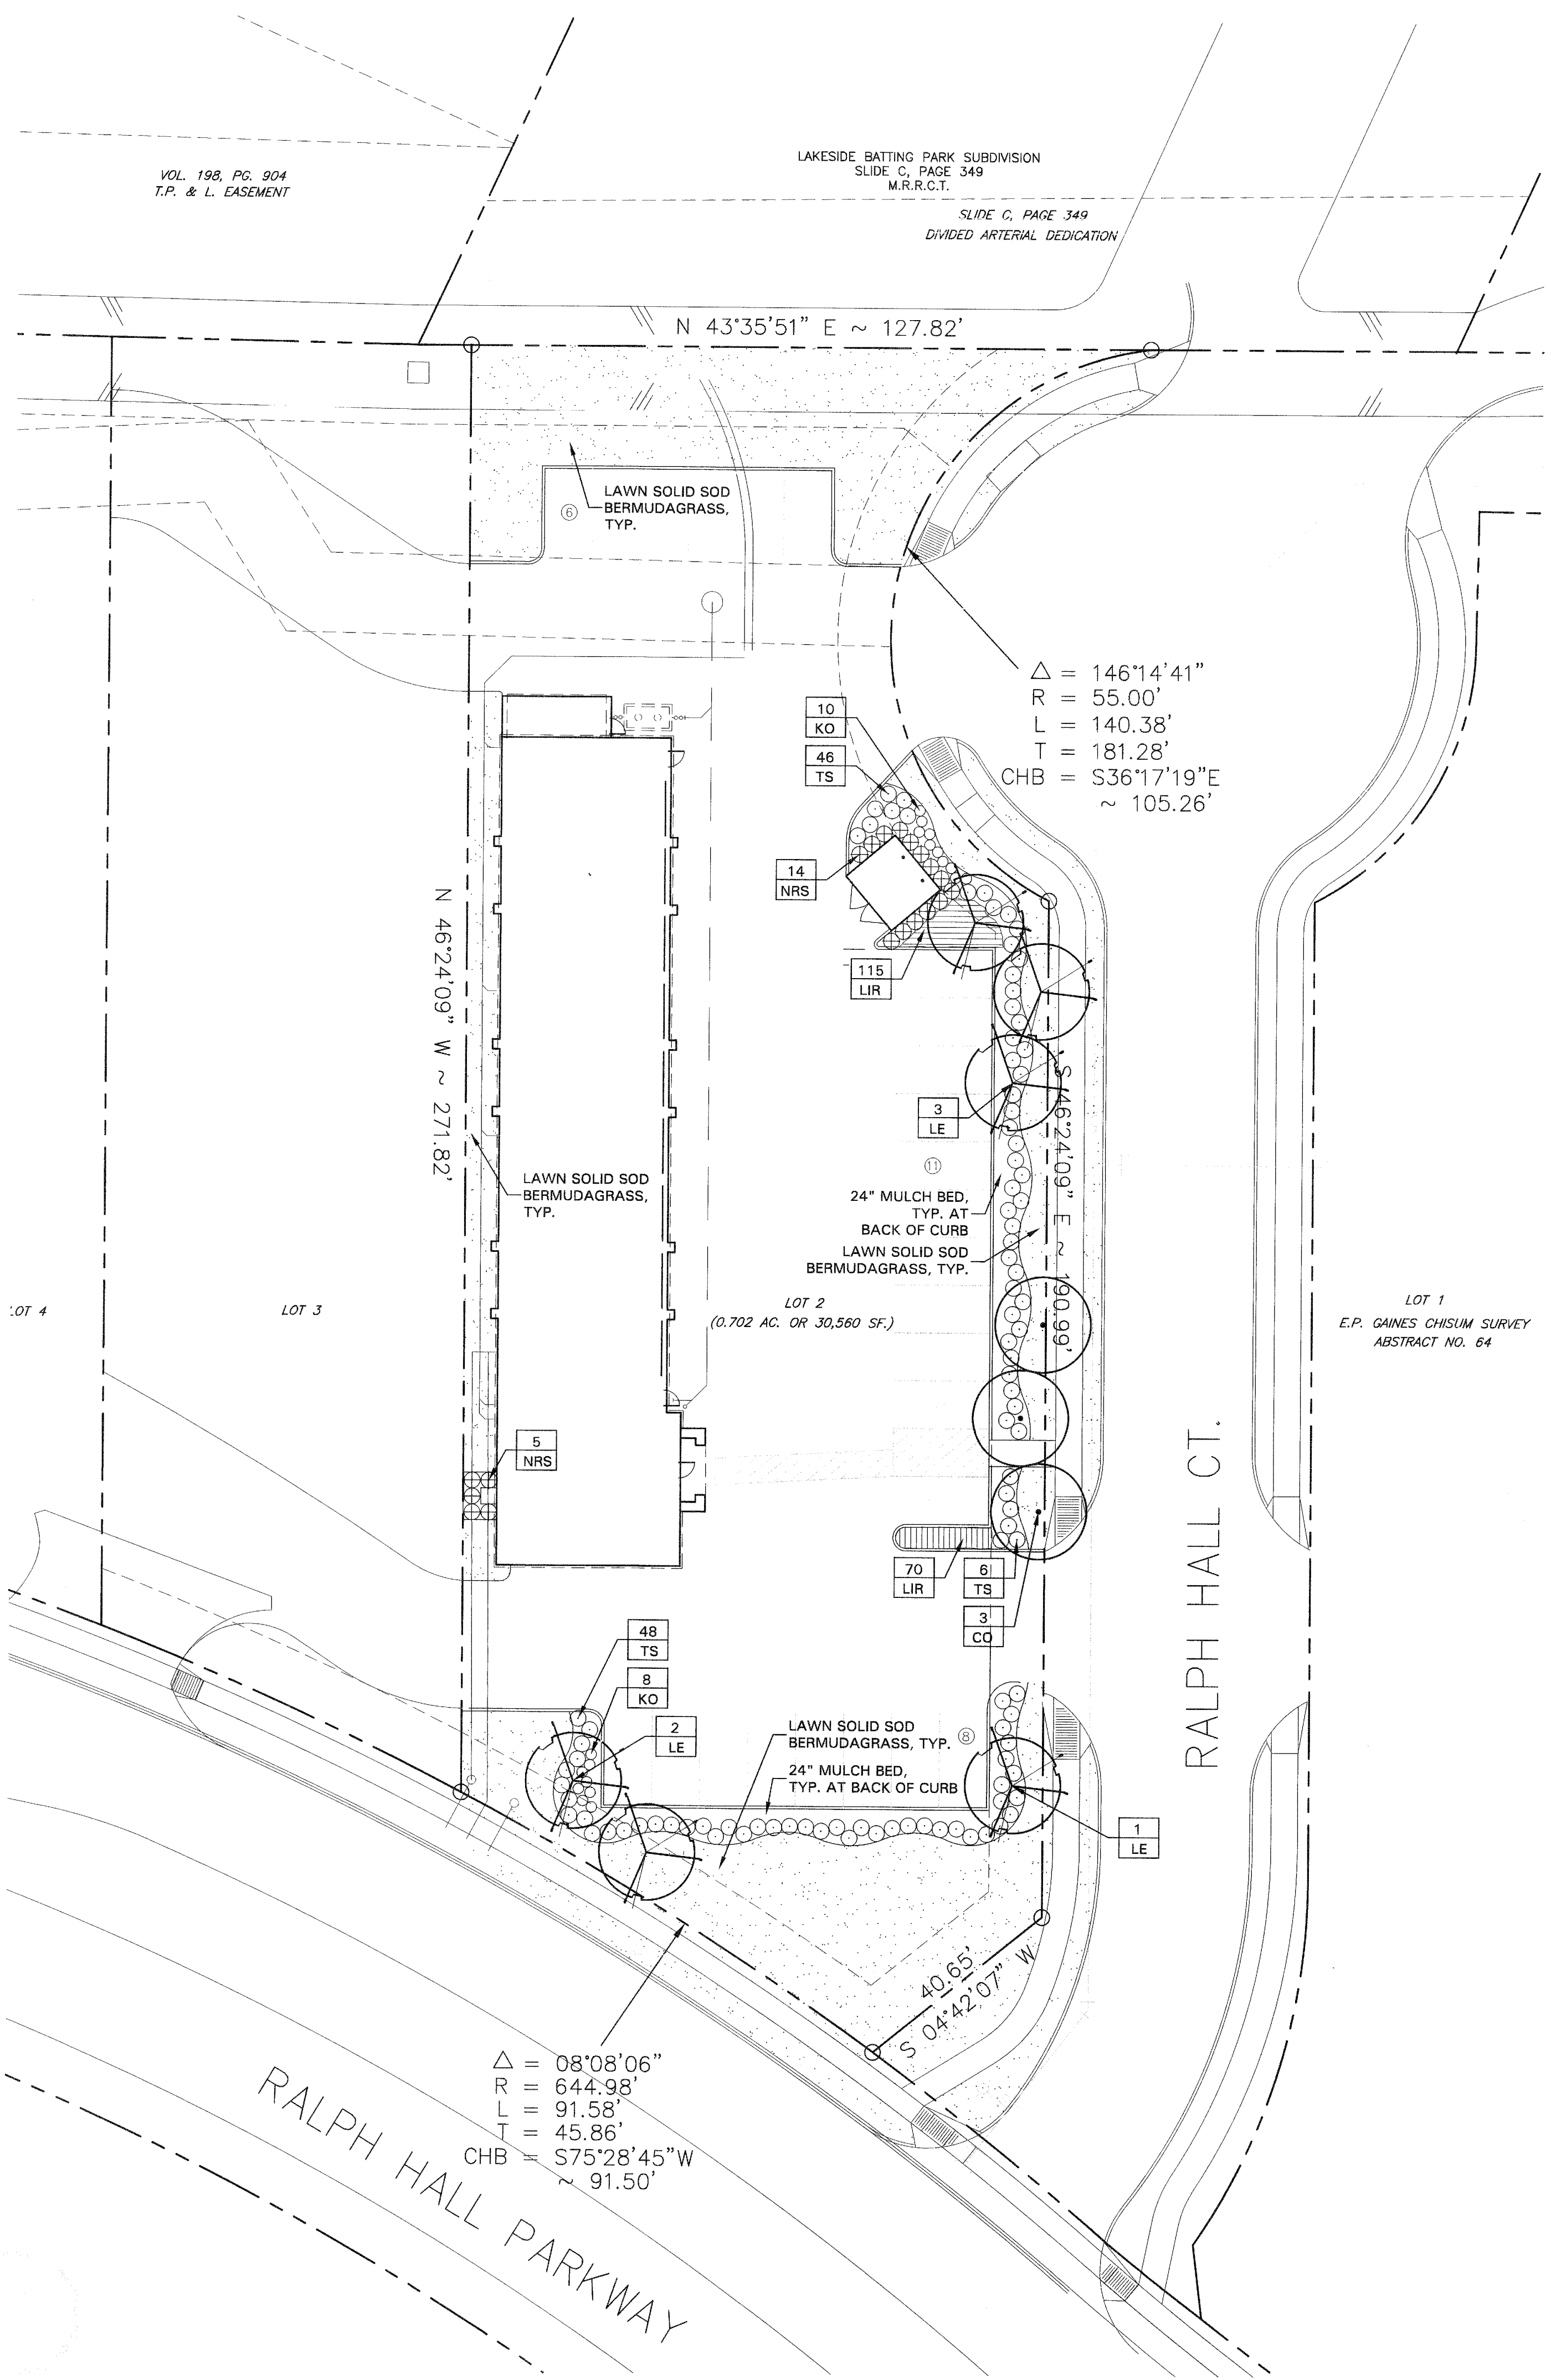 VOL. 198, PG. 904
T.P. & L. EASEMENT
LAKESIDE BATTING PARK SUBDIVISION
SLIDE C, PAGE 349
M.R.R.C.T.
SLIDE C, PAGE 349
DIVIDED ARTERIAL DEDICATION
N 43°35'51" E ~ 127.82'
LAWN SOLID SOD
BERMUDAGRASS,
TYP.
6
△ = 146°14'41"
R = 55.00'
L = 140.38'
T = 181.28'
CHB = S36°17'19"E
~ 105.26'
10
KO
46
TS
14
NRS
115
LIR
N 46°24'09" W ~ 271.82'
3
LE
S 46°24'09" E ~ 190.99'
11
24" MULCH BED,
TYP. AT
BACK OF CURB
LAWN SOLID SOD
BERMUDAGRASS, TYP.
LAWN SOLID SOD
BERMUDAGRASS,
TYP.
LOT 4
LOT 3
LOT 2
(0.702 AC. OR 30,560 SF.)
LOT 1
E.P. GAINES CHISUM SURVEY
ABSTRACT NO. 64
5
NRS
RALPH HALL CT.
70
LIR
6
TS
3
CO
48
TS
8
KO
2
LE
LAWN SOLID SOD
BERMUDAGRASS, TYP.
8
24" MULCH BED,
TYP. AT BACK OF CURB
1
LE
40.65'
S 04°42'07" W
△ = 08°08'06"
R = 644.98'
L = 91.58'
T = 45.86'
CHB = S75°28'45"W
~ 91.50'
RALPH HALL PARKWAY